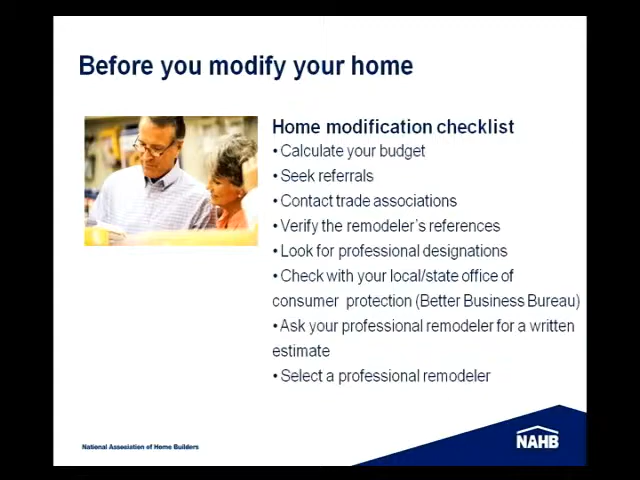 Before you modify your home
Home modification checklist
• Calculate your budget
• Seek referrals
• Contact trade associations
• Verify the remodeler's references
• Look for professional designations
• Check with your local/state office of
consumer protection (Better Business Bureau)
• Ask your professional remodeler for a written
estimate
• Select a professional remodeler
National Association of Home Builders
NAHB